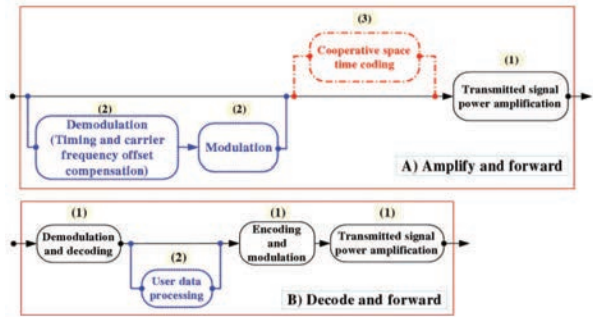 (3)
Cooperative space
time coding
(1)
Transmitted signal
power amplification
(2)
(2)
Demodulation
(Timing and carrier
frequency offset
compensation)
Modulation
A) Amplify and forward
(1)
(1)
(1)
Demodulation
and decoding
Encoding
and
modulation
Transmitted signal
power amplification
(2)
User data
processing
B) Decode and forward